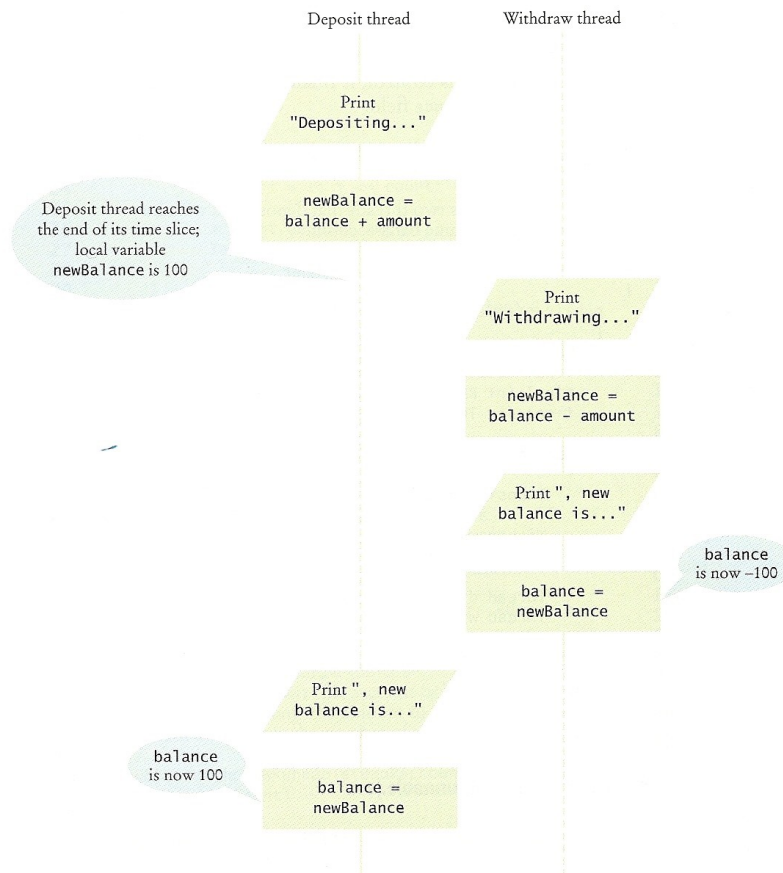 Deposit thread
Withdraw thread
Print
"Depositing..."
newBalance =
balance + amount
Deposit thread reaches
the end of its time slice;
local variable
newBalance is 100
Print
"Withdrawing..."
newBalance =
balance - amount
Print ", new
balance is..."
balance
is now –100
balance =
newBalance
Print ", new
balance is..."
balance
is now 100
balance =
newBalance